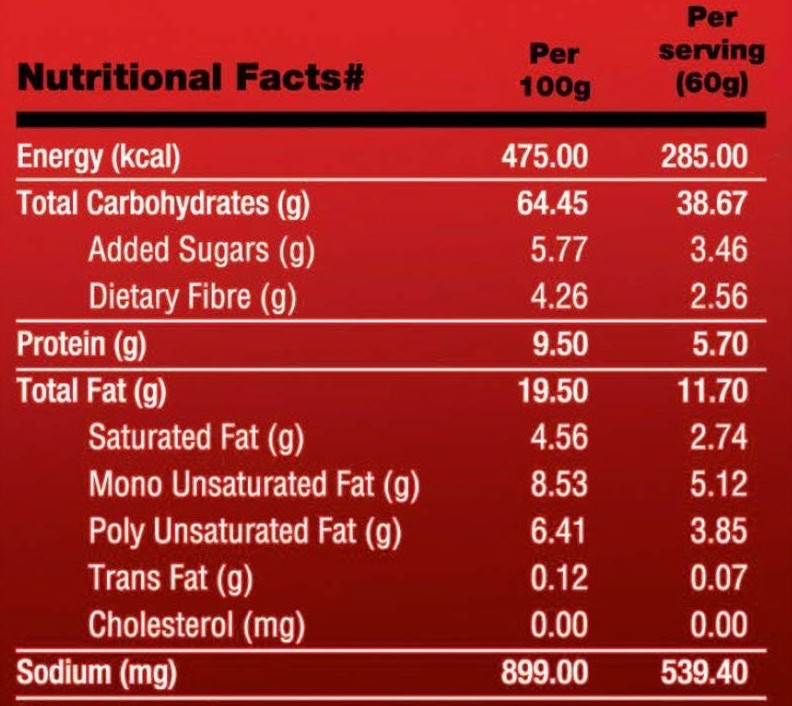 Nutritional Facts# Per 100g Per serving (60g)
Energy (kcal) 475.00 285.00
Total Carbohydrates (g) 64.45 38.67
Added Sugars (g) 5.77 3.46
Dietary Fibre (g) 4.26 2.56
Protein (g) 9.50 5.70
Total Fat (g) 19.50 11.70
Saturated Fat (g) 4.56 2.74
Mono Unsaturated Fat (g) 8.53 5.12
Poly Unsaturated Fat (g) 6.41 3.85
Trans Fat (g) 0.12 0.07
Cholesterol (mg) 0.00 0.00
Sodium (mg) 899.00 539.40